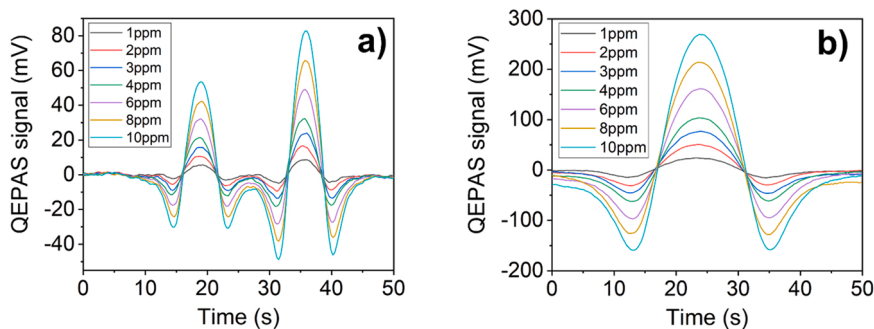 a)
1ppm
2ppm
3ppm
4ppm
6ppm
8ppm
10ppm
QEPAS signal (mV)
80
60
40
20
0
-20
-40
0 10 20 30 40 50
Time (s)
b)
1ppm
2ppm
3ppm
4ppm
6ppm
8ppm
10ppm
QEPAS signal (mV)
300
200
100
0
-100
-200
0 10 20 30 40 50
Time (s)